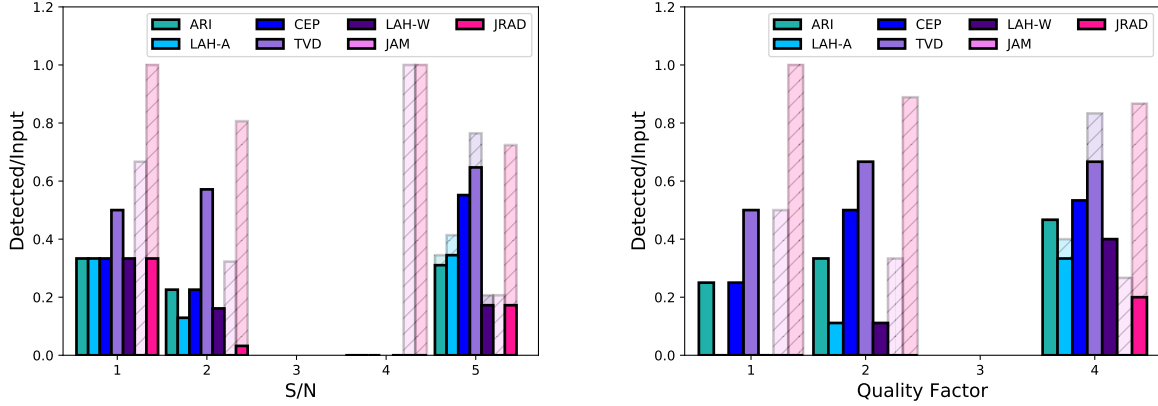 1.2
1.0
0.8
0.6
0.4
0.2
0.0
Detected/Input
ARI CEP LAH-W JRAD
LAH-A TVD JAM
1 2 3 4 5
S/N
1.2
1.0
0.8
0.6
0.4
0.2
0.0
Detected/Input
ARI CEP LAH-W JRAD
LAH-A TVD JAM
1 2 3 4
Quality Factor